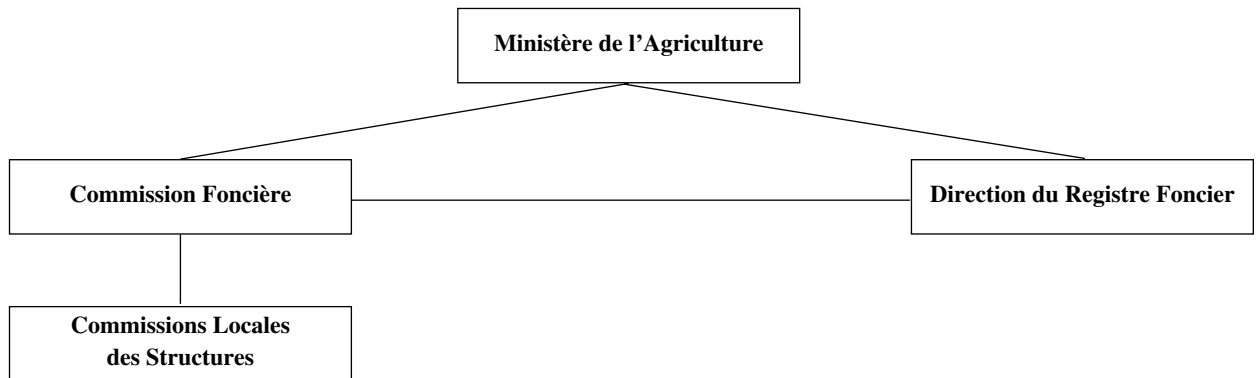 Ministère de l’Agriculture
Commission Foncière
Direction du Registre Foncier
Commissions Locales
des Structures